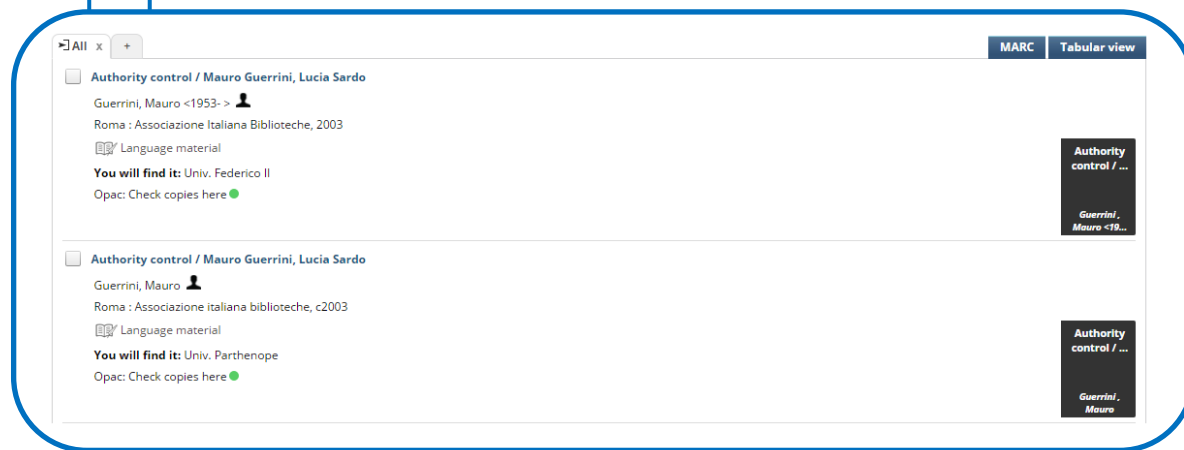 All x +
MARC Tabular view
Authority control / Mauro Guerrini, Lucia Sardo
Guerrini, Mauro <1953- >
Roma : Associazione Italiana Biblioteche, 2003
Language material
You will find it: Univ. Federico II
Opac: Check copies here
Authority
control / ...
Guerrini ,
Mauro <19...
Authority control / Mauro Guerrini, Lucia Sardo
Guerrini, Mauro
Roma : Associazione italiana biblioteche, c2003
Language material
You will find it: Univ. Parthenope
Opac: Check copies here
Authority
control / ...
Guerrini ,
Mauro